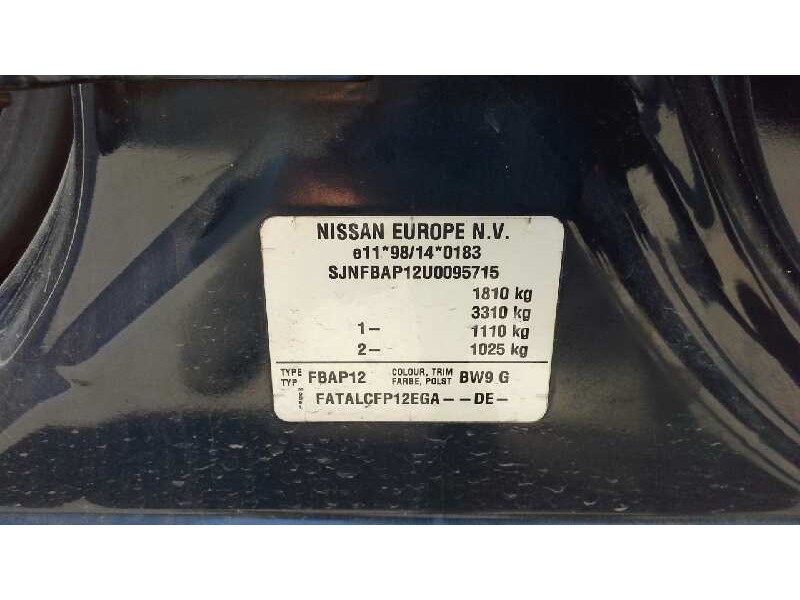 NISSAN EUROPE N.V.
e11*98/14*0183
SJNFBAP12U0095715
1810 kg
3310 kg
1- 1110 kg
2- 1025 kg
TYPE FBAP12 COLOUR, TRIM BW9 G
TYP FARBE, POLST
FATALCFP12EGA--DE-